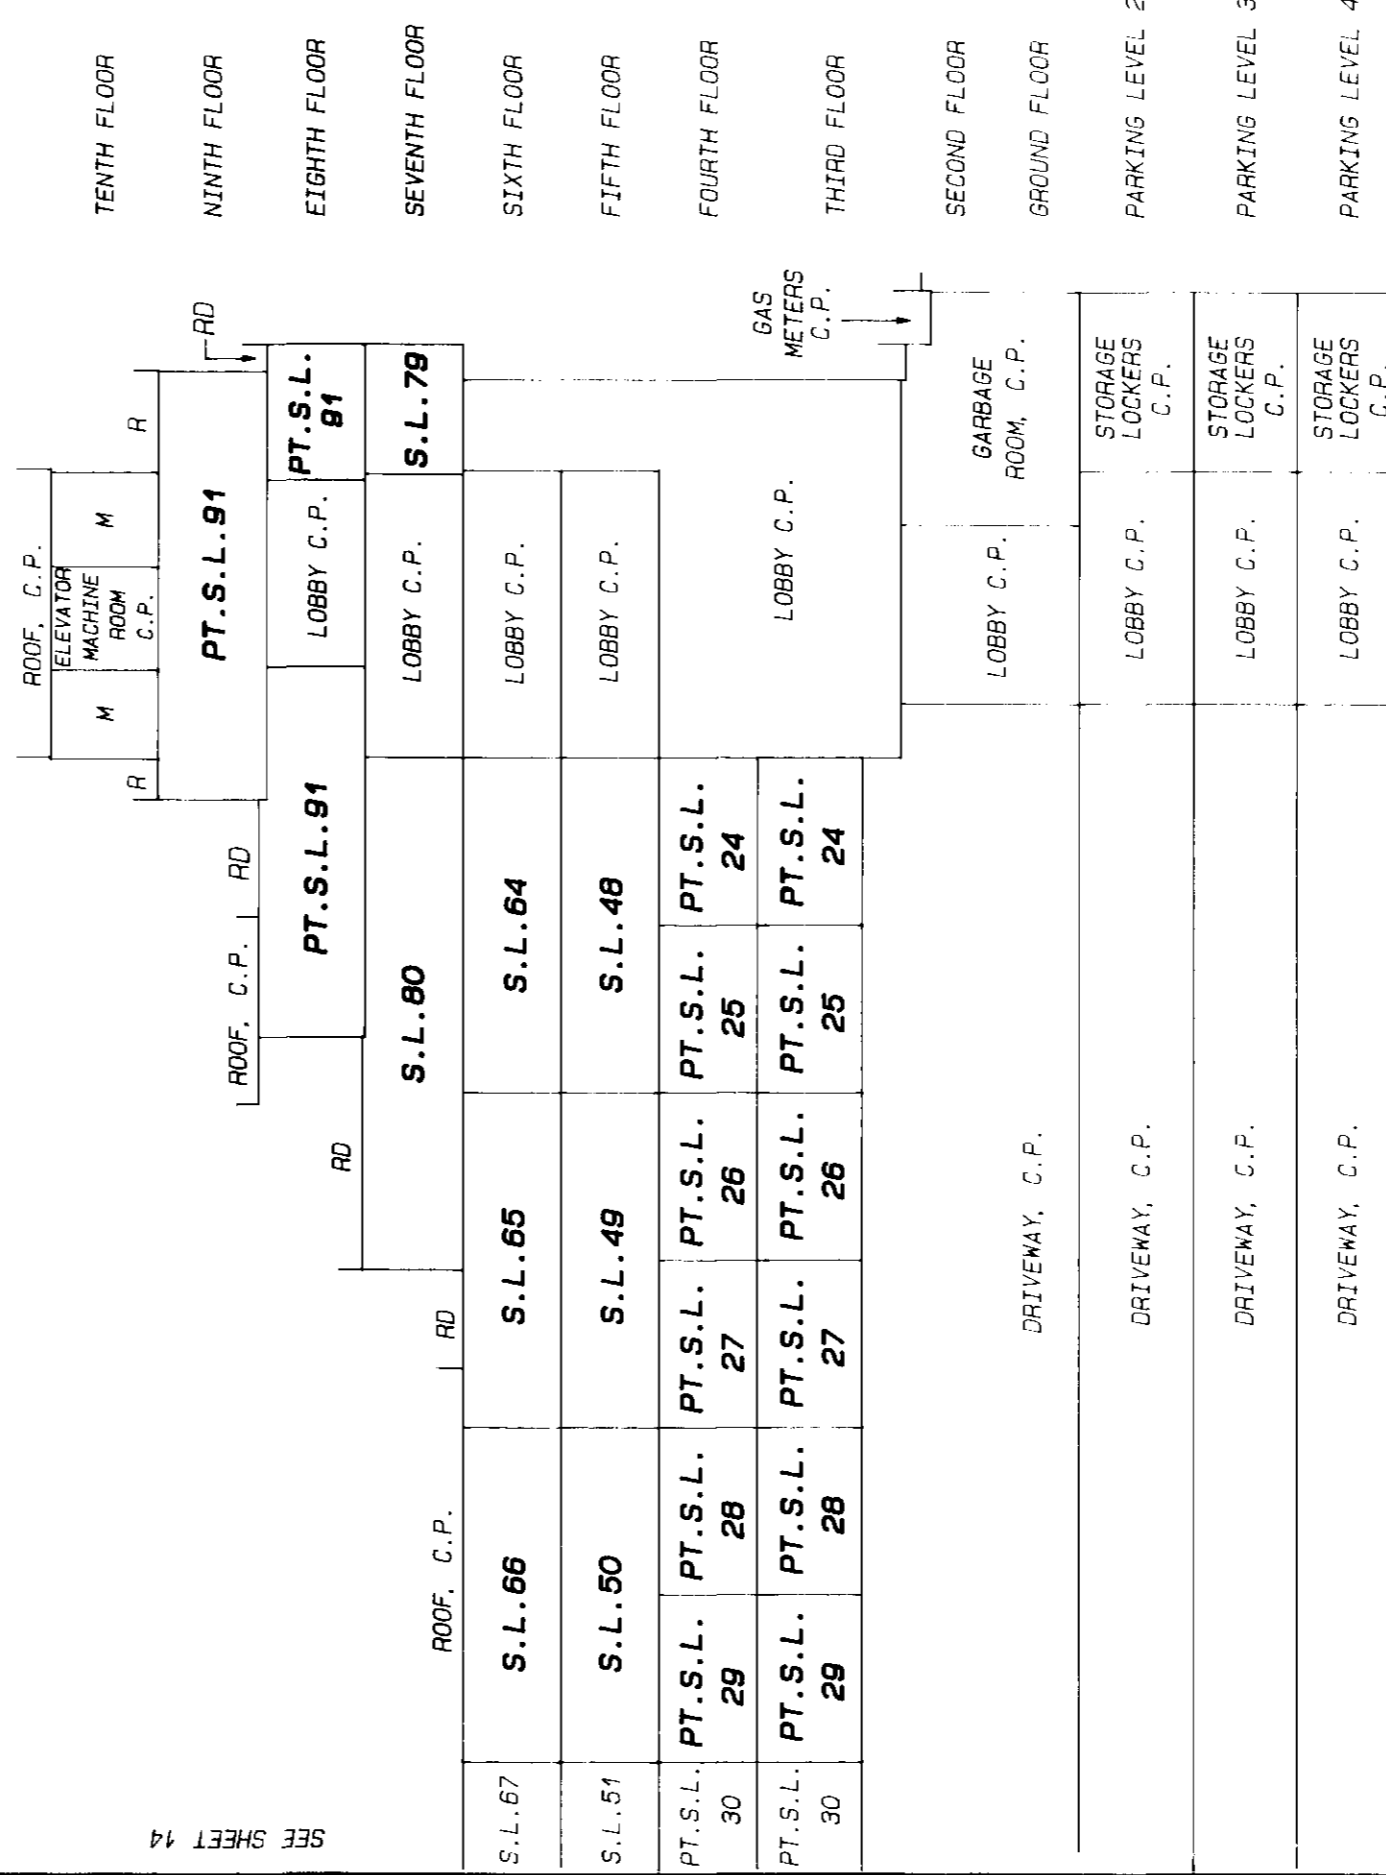 ROOF, C.P.
M
ELEVATOR
MACHINE
ROOM
C.P.
M
TENTH FLOOR
R
R
PT.S.L.91
NINTH FLOOR
ROOF, C.P.
RD
RD
PT.S.L.91
LOBBY C.P.
PT.S.L.
91
EIGHTH FLOOR
RD
S.L.80
LOBBY C.P.
S.L.79
SEVENTH FLOOR
ROOF, C.P.
RD
S.L.67
S.L.66
S.L.65
S.L.64
LOBBY C.P.
SIXTH FLOOR
S.L.51
S.L.50
S.L.49
S.L.48
LOBBY C.P.
FIFTH FLOOR
PT.S.L.
30
PT.S.L.
29
PT.S.L.
28
PT.S.L.
27
PT.S.L.
26
PT.S.L.
25
PT.S.L.
24
FOURTH FLOOR
LOBBY C.P.
GAS
METERS
C.P.
PT.S.L.
30
PT.S.L.
29
PT.S.L.
28
PT.S.L.
27
PT.S.L.
26
PT.S.L.
25
PT.S.L.
24
THIRD FLOOR
SECOND FLOOR
DRIVEWAY, C.P.
LOBBY C.P.
GARBAGE
ROOM, C.P.
GROUND FLOOR
DRIVEWAY, C.P.
LOBBY C.P.
STORAGE
LOCKERS
C.P.
PARKING LEVEL 2
DRIVEWAY, C.P.
LOBBY C.P.
STORAGE
LOCKERS
C.P.
PARKING LEVEL 3
DRIVEWAY, C.P.
LOBBY C.P.
STORAGE
LOCKERS
C.P.
PARKING LEVEL 4
SEE SHEET 14